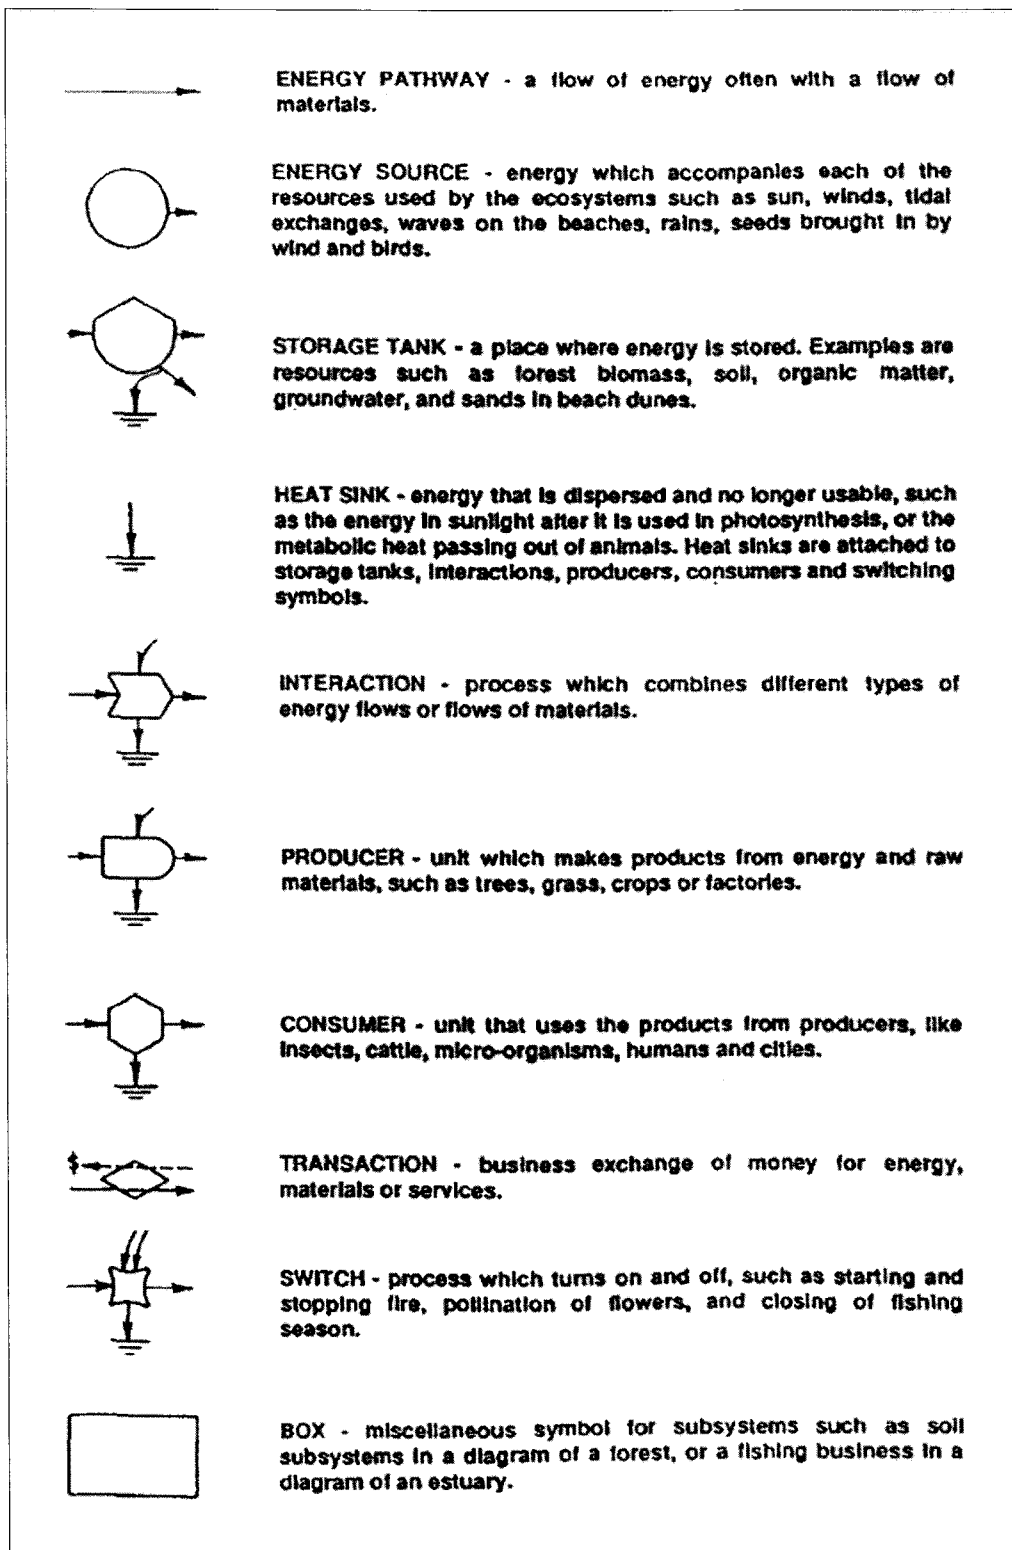 ENERGY PATHWAY - a flow of energy often with a flow of
materials.
ENERGY SOURCE - energy which accompanies each of the
resources used by the ecosystems such as sun, winds, tidal
exchanges, waves on the beaches, rains, seeds brought in by
wind and birds.
STORAGE TANK - a place where energy is stored. Examples are
resources such as forest biomass, soil, organic matter,
groundwater, and sands in beach dunes.
HEAT SINK - energy that is dispersed and no longer usable, such
as the energy in sunlight after it is used in photosynthesis, or the
metabolic heat passing out of animals. Heat sinks are attached to
storage tanks, interactions, producers, consumers and switching
symbols.
INTERACTION - process which combines different types of
energy flows or flows of materials.
PRODUCER - unit which makes products from energy and raw
materials, such as trees, grass, crops or factories.
CONSUMER - unit that uses the products from producers, like
insects, cattle, micro-organisms, humans and cities.
$
TRANSACTION - business exchange of money for energy,
materials or services.
SWITCH - process which turns on and off, such as starting and
stopping fire, pollination of flowers, and closing of fishing
season.
BOX - miscellaneous symbol for subsystems such as soil
subsystems in a diagram of a forest, or a fishing business in a
diagram of an estuary.